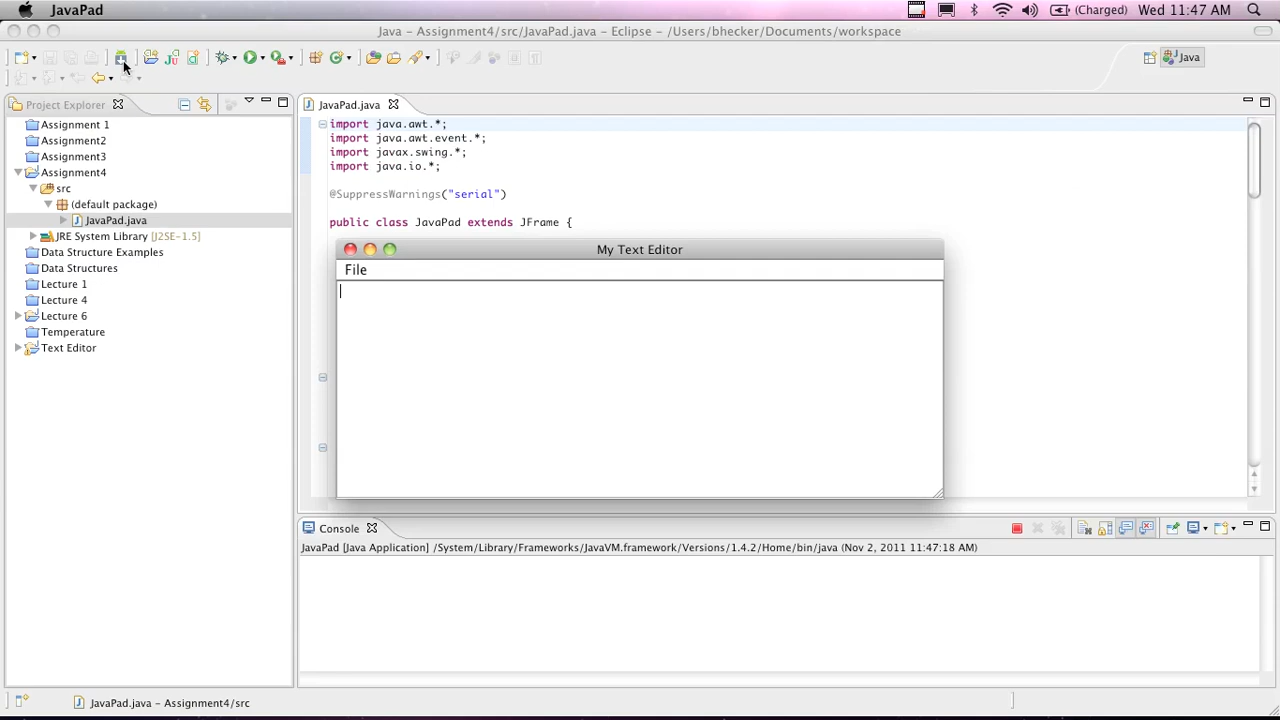 JavaPad
(Charged)
Wed 11:47 AM
Java – Assignment4/src/JavaPad.java – Eclipse – /Users/bhecker/Documents/workspace
Java
Project Explorer
Assignment 1
Assignment2
Assignment3
Assignment4
src
(default package)
JavaPad.java
JRE System Library [J2SE-1.5]
Data Structure Examples
Data Structures
Lecture 1
Lecture 4
Lecture 6
Temperature
Text Editor
JavaPad.java
import java.awt.*;
import java.awt.event.*;
import javax.swing.*;
import java.io.*;
@SuppressWarnings("serial")
public class JavaPad extends JFrame {
My Text Editor
File
Console
JavaPad [Java Application] /System/Library/Frameworks/JavaVM.framework/Versions/1.4.2/Home/bin/java (Nov 2, 2011 11:47:18 AM)
JavaPad.java – Assignment4/src